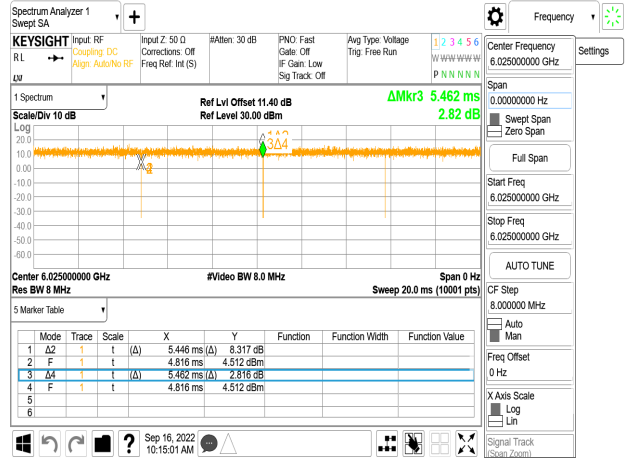 Spectrum Analyzer 1
Swept SA
Frequency
KEYSIGHT
RL
Input: RF
Coupling: DC
Align: Auto/No RF
Input Z: 50 Ω
Corrections: Off
Freq Ref: Int (S)
#Atten: 30 dB
PNO: Fast
Gate: Off
IF Gain: Low
Sig Track: Off
Avg Type: Voltage
Trig: Free Run
1 2 3 4 5 6
W W W W W W
P N N N N N
LXI
1 Spectrum
Scale/Div 10 dB
Ref Lvl Offset 11.40 dB
Ref Level 30.00 dBm
ΔMkr3 5.462 ms
2.82 dB
Log
20.0
10.0
0.00
-10.0
-20.0
-30.0
-40.0
-50.0
-60.0
3Δ4
Center 6.025000000 GHz
Res BW 8 MHz
#Video BW 8.0 MHz
Span 0 Hz
Sweep 20.0 ms (10001 pts)
5 Marker Table
Mode Trace Scale X Y Function Function Width Function Value
1 Δ2 1 t (Δ) 5.446 ms (Δ) 8.317 dB
2 F 1 t 4.816 ms 4.512 dBm
3 Δ4 1 t (Δ) 5.462 ms (Δ) 2.816 dB
4 F 1 t 4.816 ms 4.512 dBm
5
6
Sep 16, 2022
10:15:01 AM
Center Frequency
6.025000000 GHz
Settings
Span
0.00000000 Hz
Swept Span
Zero Span
Full Span
Start Freq
6.025000000 GHz
Stop Freq
6.025000000 GHz
AUTO TUNE
CF Step
8.000000 MHz
Auto
Man
Freq Offset
0 Hz
X Axis Scale
Log
Lin
Signal Track
(Span Zoom)